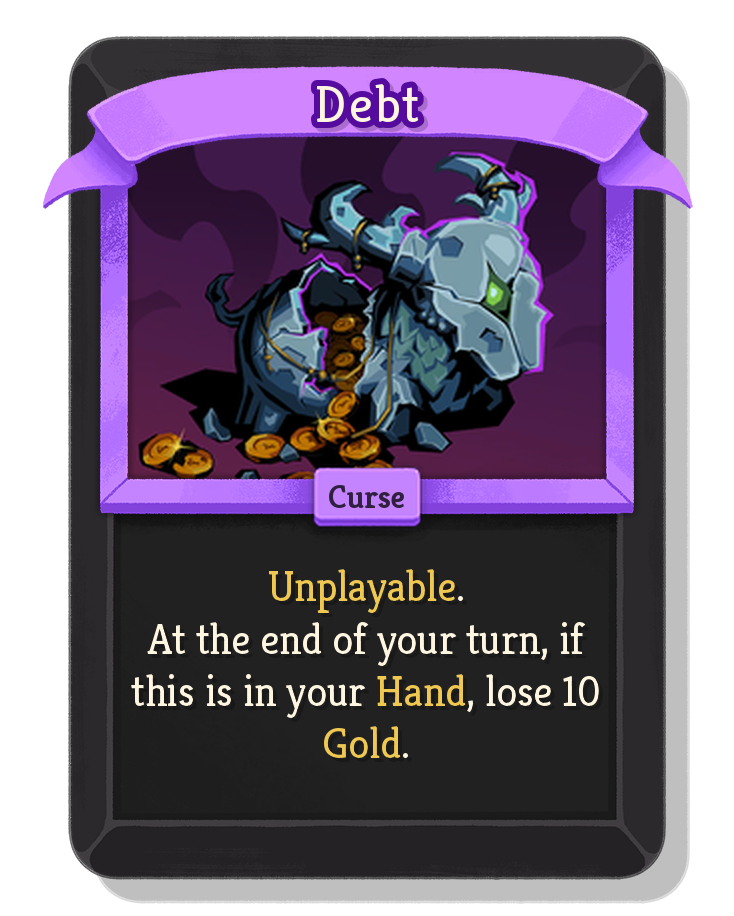 Debt
Curse
Unplayable.
At the end of your turn, if
this is in your Hand, lose 10
Gold.